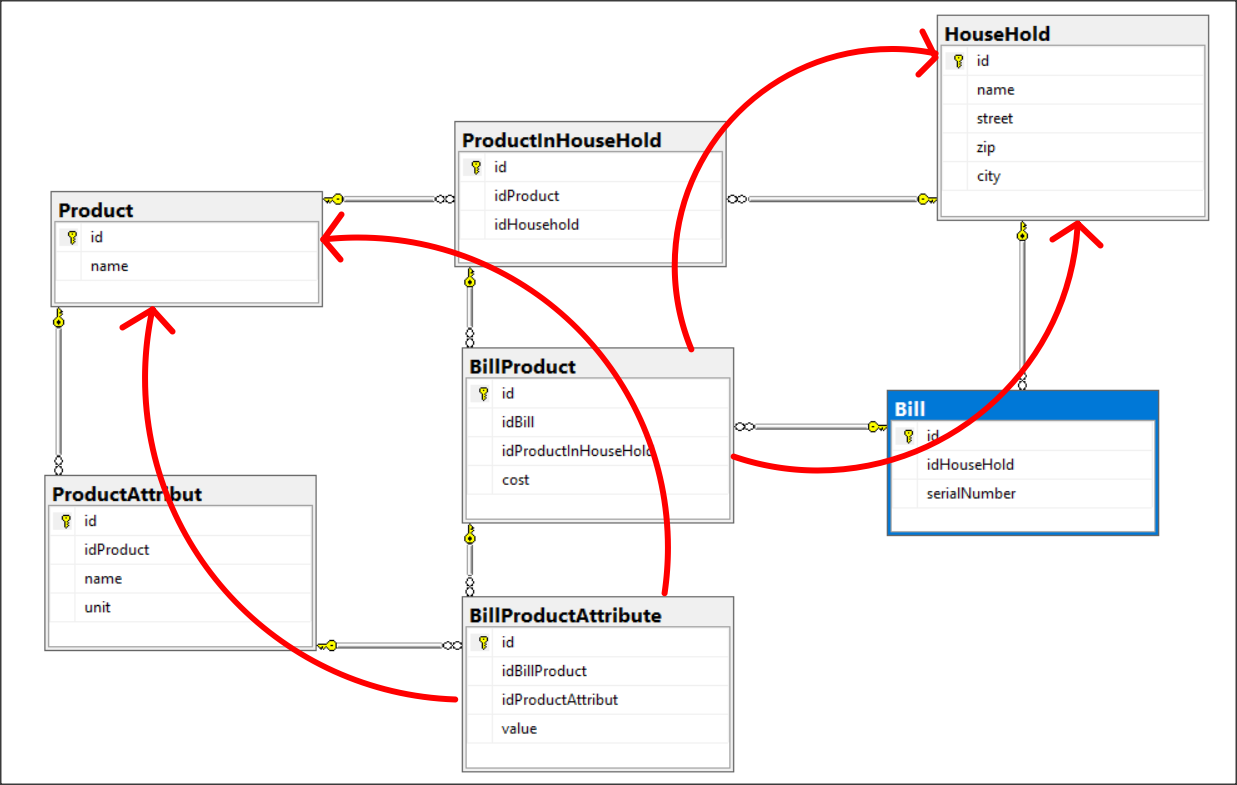 HouseHold
id
name
street
zip
city
ProductInHouseHold
id
idProduct
idHousehold
Product
id
name
BillProduct
id
idBill
idProductInHouseHold
cost
Bill
id
idHouseHold
serialNumber
ProductAttribut
id
idProduct
name
unit
BillProductAttribute
id
idBillProduct
idProductAttribut
value